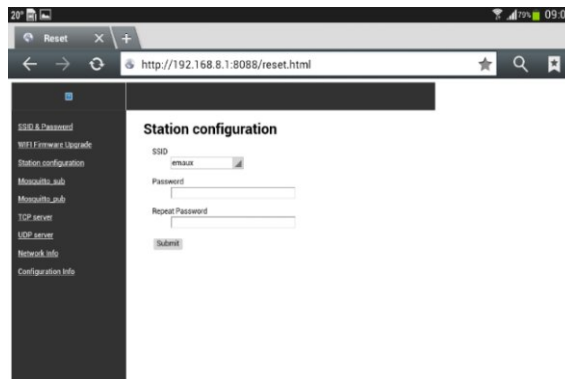 20°
79%
09:0
Reset
http://192.168.8.1:8088/reset.html
SSID & Password
WIFI Firmware Upgrade
Station configuration
Mosquitto_sub
Mosquitto_pub
TCP server
UDP server
Network Info
Configuration Info
Station configuration
SSID
emaux
Password
Repeat Password
Submit